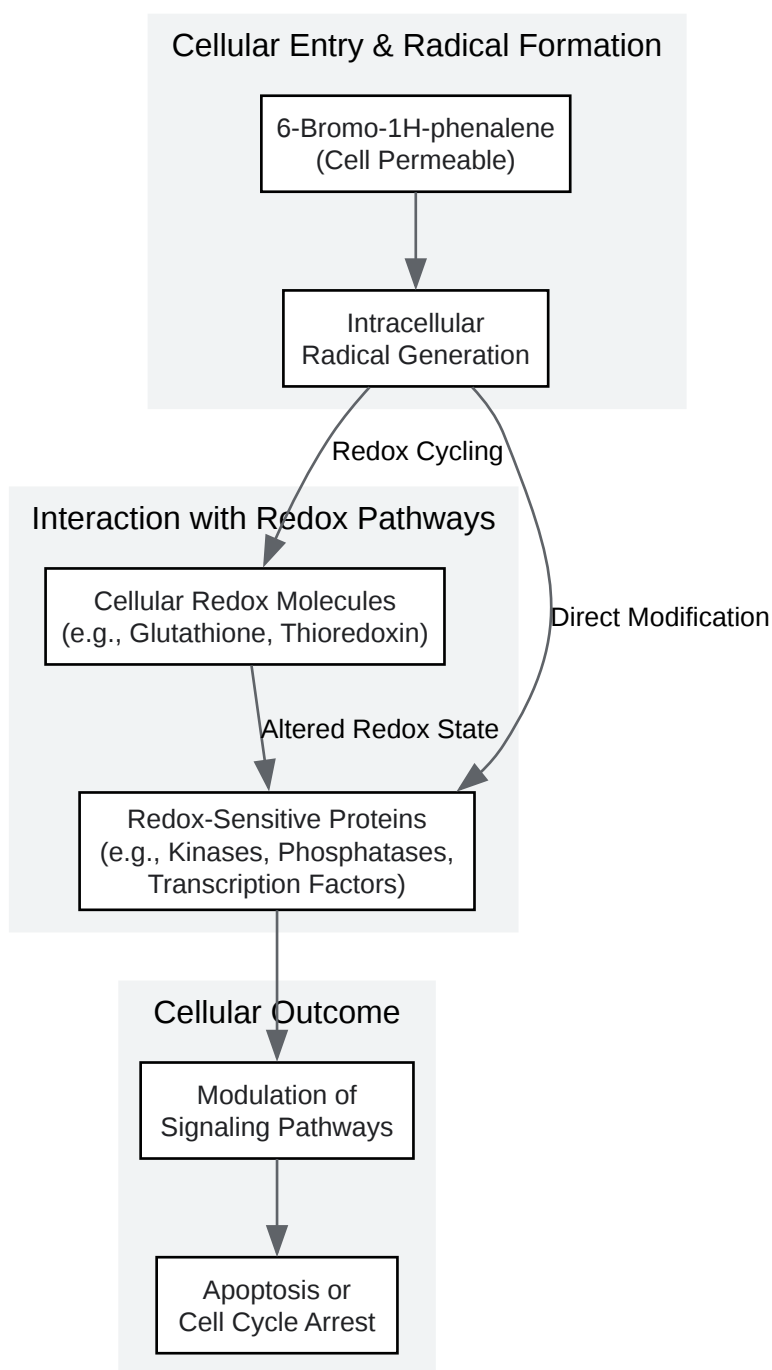 Cellular Entry & Radical Formation
6-Bromo-1H-phenalene
(Cell Permeable)
Intracellular
Radical Generation
Redox Cycling
Interaction with Redox Pathways
Cellular Redox Molecules
(e.g., Glutathione, Thioredoxin)
Direct Modification
Altered Redox State
Redox-Sensitive Proteins
(e.g., Kinases, Phosphatases,
Transcription Factors)
Cellular Outcome
Modulation of
Signaling Pathways
Apoptosis or
Cell Cycle Arrest